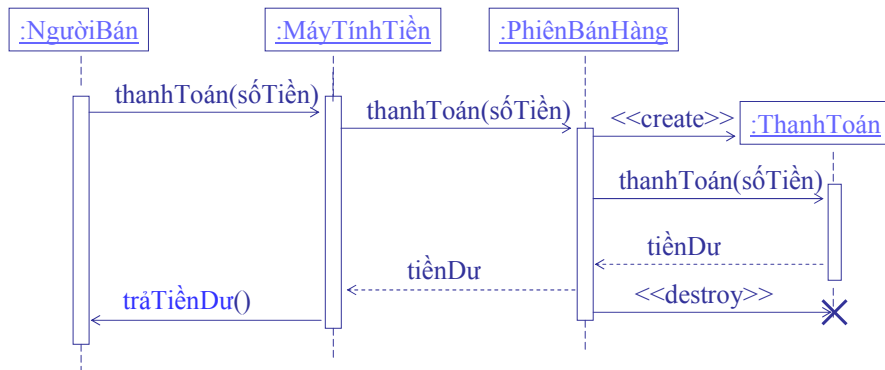 :NgườiBán
:MáyTínhTiền
:PhiênBánHàng
thanhToán(sốTiền)
thanhToán(sốTiền)
<<create>>
:ThanhToán
thanhToán(sốTiền)
tiềnDư
tiềnDư
<<destroy>>
trảTiềnDư()